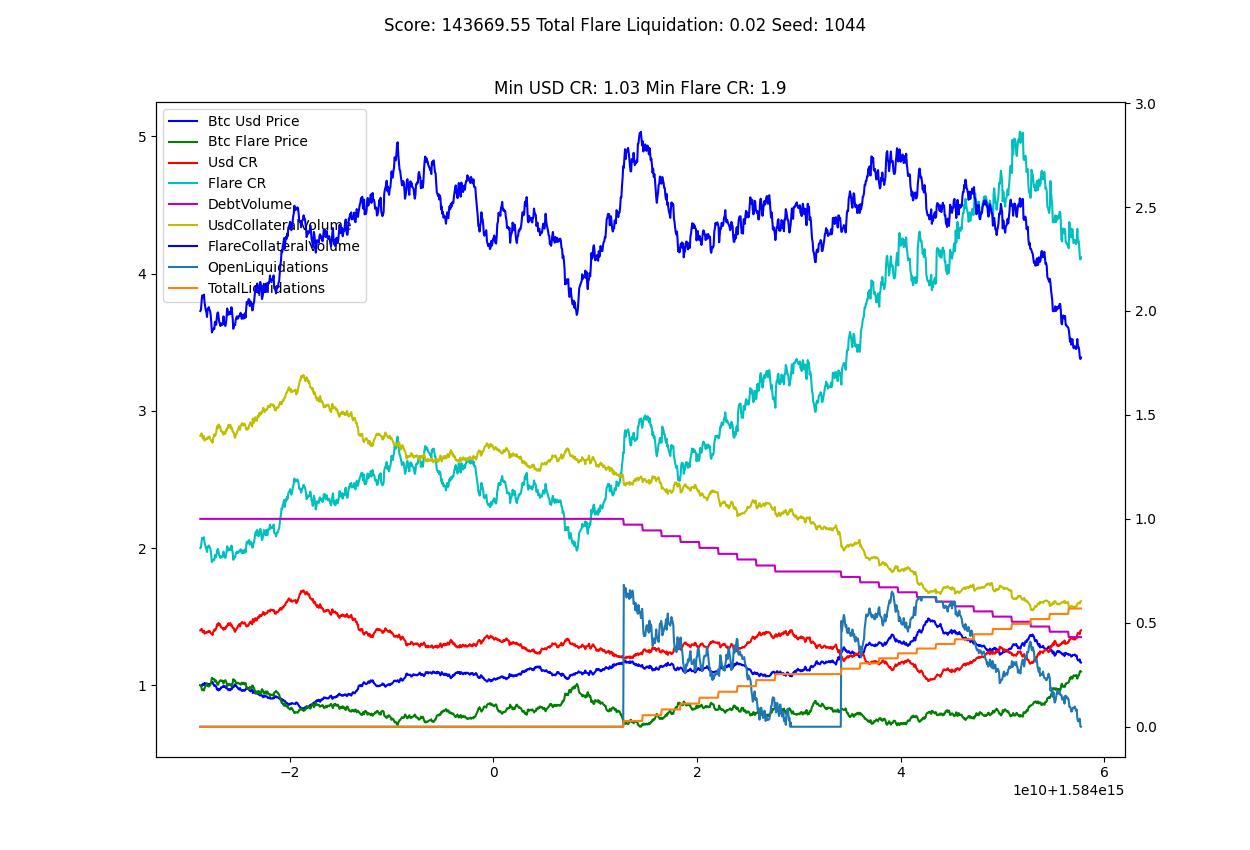 Score: 143669.55 Total Flare Liquidation: 0.02 Seed: 1044
Min USD CR: 1.03 Min Flare CR: 1.9
Btc Usd Price
Btc Flare Price
Usd CR
Flare CR
DebtVolume
UsdCollateralVolume
FlareCollateralVolume
OpenLiquidations
TotalLiquidations
5
4
3
2
1
3.0
2.5
2.0
1.5
1.0
0.5
0.0
−2 0 2 4 6
1e10+1.584e15